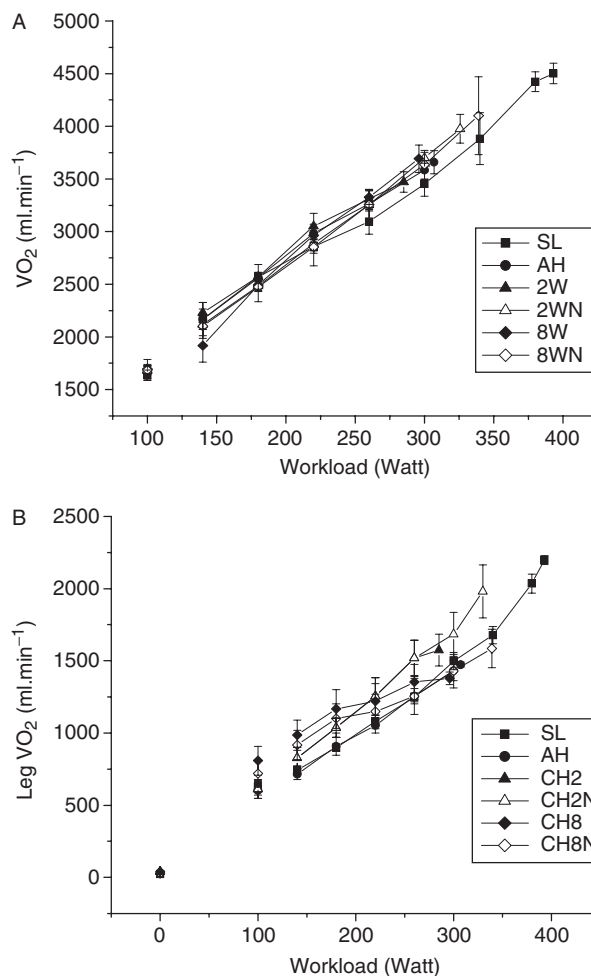 A
5000
4500
4000
3500
3000
2500
2000
1500
VO2 (ml.min−1)
SL
AH
2W
2WN
8W
8WN
100 150 200 250 300 350 400
Workload (Watt)
B
2500
2000
1500
1000
500
0
Leg VO2 (ml.min−1)
SL
AH
CH2
CH2N
CH8
CH8N
0 100 200 300 400
Workload (Watt)